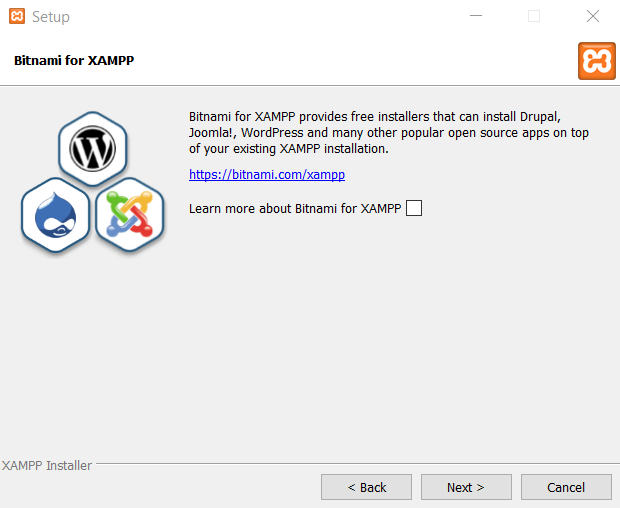 Setup
Bitnami for XAMPP
Bitnami for XAMPP provides free installers that can install Drupal,
Joomla!, WordPress and many other popular open source apps on top
of your existing XAMPP installation.
https://bitnami.com/xampp
Learn more about Bitnami for XAMPP
XAMPP Installer
< Back
Next >
Cancel